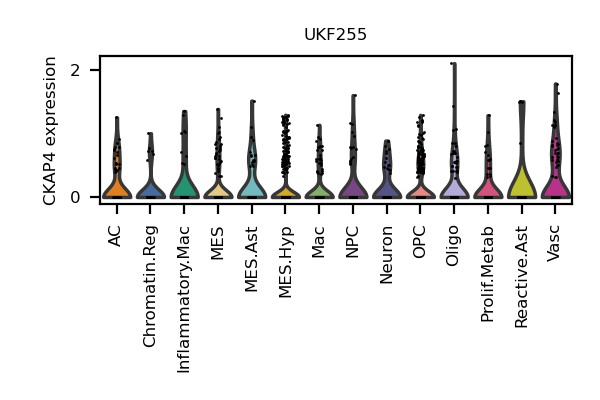 UKF255
CKAP4 expression
2
0
AC
Chromatin.Reg
Inflammatory.Mac
MES
MES.Ast
MES.Hyp
Mac
NPC
Neuron
OPC
Oligo
Prolif.Metab
Reactive.Ast
Vasc